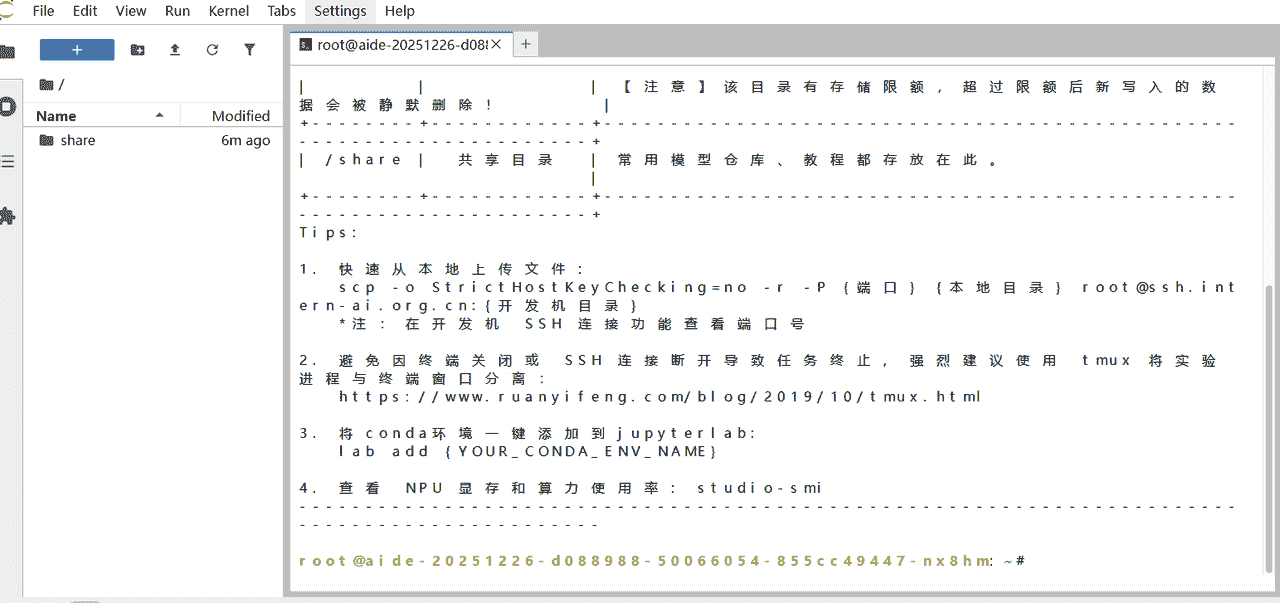 File Edit View Run Kernel Tabs Settings Help
root@aide-20251226-d08
/
Name Modified
share 6m ago
| | | 【注意】该目录有存储限额，超过限额后新写入的数
据会被静默删除！ |
+--------+------------+------------------------------------------------
----------------------+
| /share | 共享目录 | 常用模型仓库、教程都存放在此。
|
+--------+------------+------------------------------------------------
----------------------+
Tips:
1. 快速从本地上传文件：
scp -o StrictHostKeyChecking=no -r -P {端口} {本地目录} root@ssh.int
ern-ai.org.cn:{开发机目录}
*注：在开发机 SSH 连接功能查看端口号
2. 避免因终端关闭或 SSH 连接断开导致任务终止，强烈建议使用 tmux 将实验
进程与终端窗口分离：
https://www.ruanyifeng.com/blog/2019/10/tmux.html
3. 将conda环境一键添加到jupyterlab:
lab add {YOUR_CONDA_ENV_NAME}
4. 查看 NPU 显存和算力使用率：studio-smi
-----------------------------------------------------------------------
-----------------------
root@aide-20251226-d088988-50066054-855cc49447-nx8hm: ~#